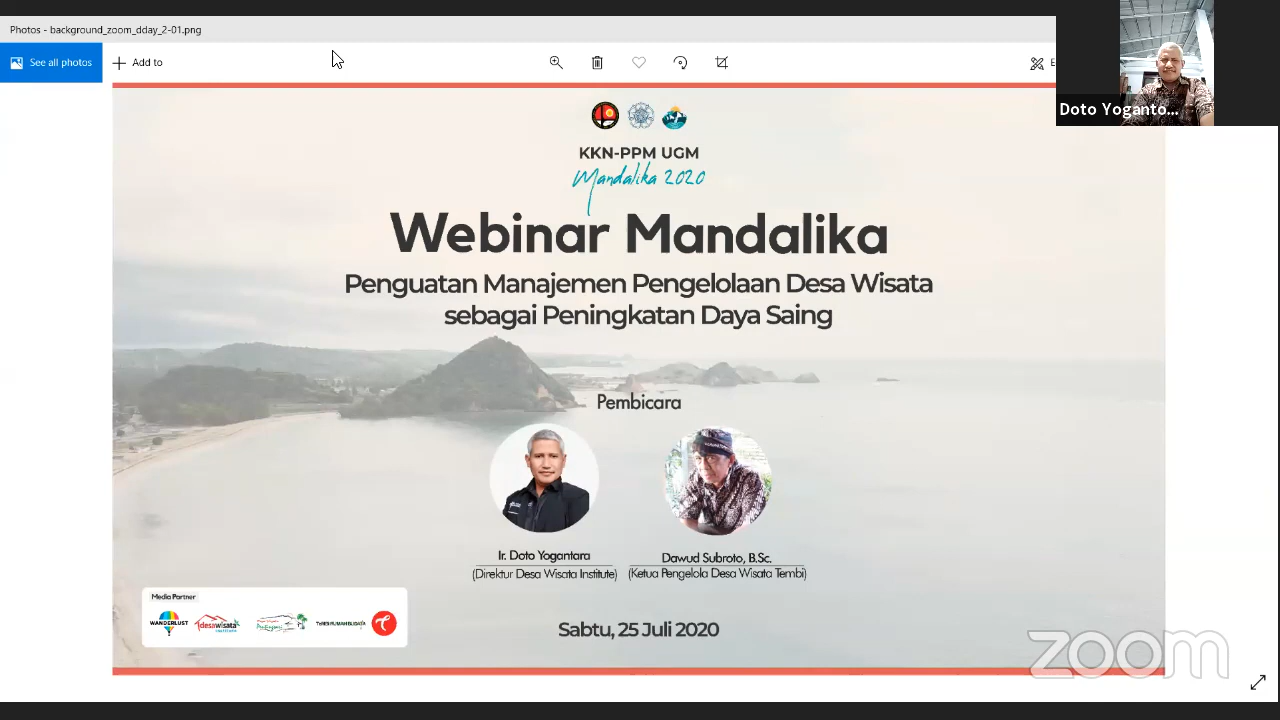 Photos - background_zoom_dday_2-01.png
See all photos
Add to
Doto Yoganto...
KKN-PPM UGM
Mandalika 2020
Webinar Mandalika
Penguatan Manajemen Pengelolaan Desa Wisata
sebagai Peningkatan Daya Saing
Pembicara
Ir. Doto Yogantara
(Direktur Desa Wisata Institute)
Dawud Subroto, B.Sc.
(Ketua Pengelola Desa Wisata Tembi)
Media Partner
WANDERLUST
desawisata
institute
Sabtu, 25 Juli 2020
zoom